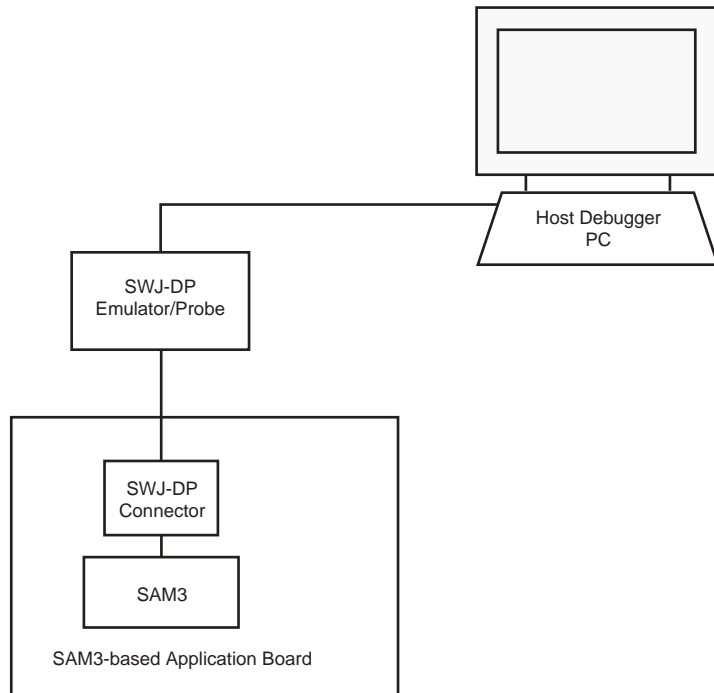 Host Debugger
PC
SWJ-DP
Emulator/Probe
SWJ-DP
Connector
SAM3
SAM3-based Application Board